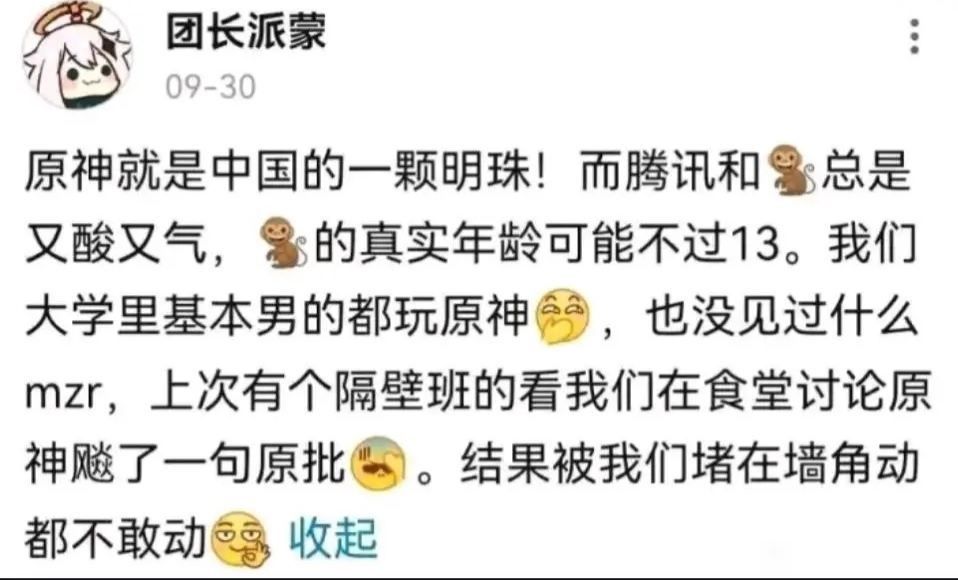 团长派蒙
09-30
原神就是中国的一颗明珠！而腾讯和🐒总是
又酸又气，🐒的真实年龄可能不过13。我们
大学里基本男的都玩原神🤭，也没见过什么
mzr，上次有个隔壁班的看我们在食堂讨论原
神飚了一句原批。结果被我们堵在墙角动
都不敢动 收起